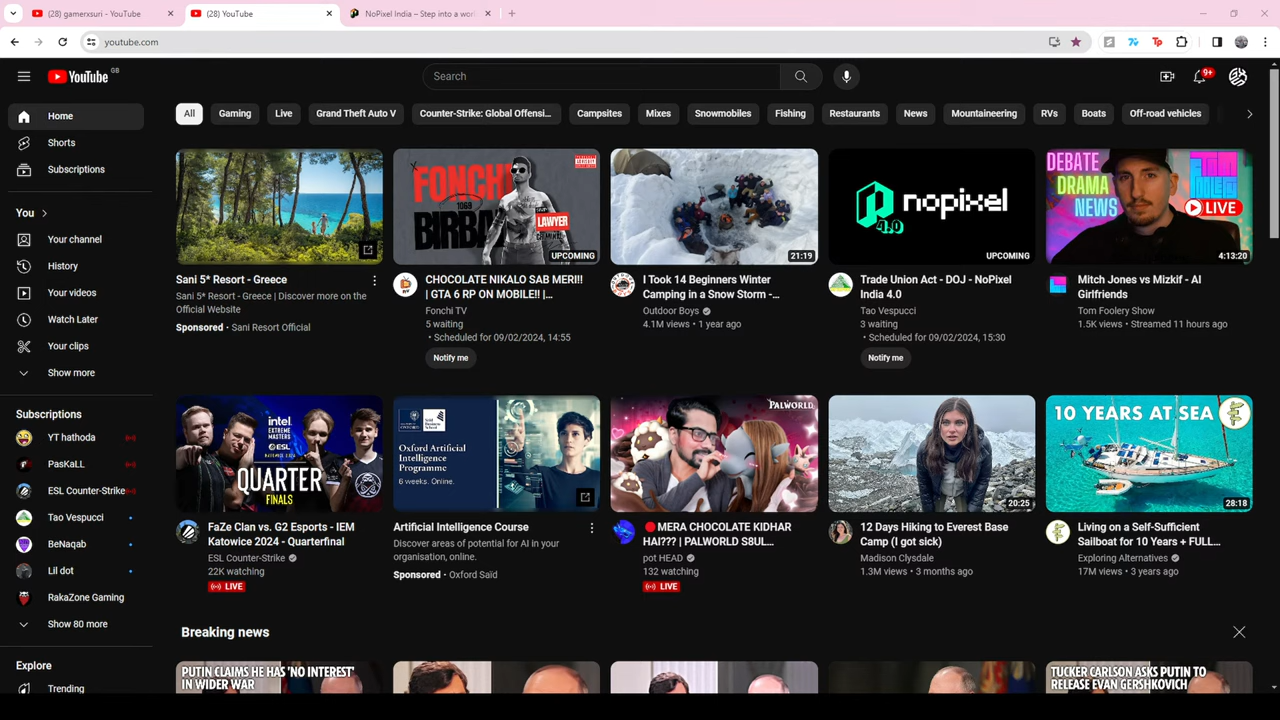 (28) gamerxsuri - YouTube
(28) YouTube
NoPixel India – Step into a wor
youtube.com
YouTube GB
Search
9+
All
Gaming
Live
Grand Theft Auto V
Counter-Strike: Global Offensi...
Campsites
Mixes
Snowmobiles
Fishing
Restaurants
News
Mountaineering
RVs
Boats
Off-road vehicles
Home
Shorts
Subscriptions
You
Your channel
History
Your videos
Watch Later
Your clips
Show more
Subscriptions
YT hathoda
PasKaLL
ESL Counter-Strike
Tao Vespucci
BeNaqab
Lil dot
RakaZone Gaming
Show 80 more
Explore
Trending
Sani 5* Resort - Greece
Sani 5* Resort - Greece | Discover more on the
Official Website
Sponsored • Sani Resort Official
FONCHI
1068
BIRBA
LAWYER
CRIMINAL
UPCOMING
CHOCOLATE NIKALO SAB MERI!!
| GTA 6 RP ON MOBILE!! |...
Fonchi TV
5 waiting
• Scheduled for 09/02/2024, 14:55
Notify me
21:19
I Took 14 Beginners Winter
Camping in a Snow Storm -...
Outdoor Boys
4.1M views • 1 year ago
nopixel
4.0
UPCOMING
Trade Union Act - DOJ - NoPixel
India 4.0
Tao Vespucci
3 waiting
• Scheduled for 09/02/2024, 15:30
Notify me
DEBATE
DRAMA
NEWS
LIVE
4:13:20
Mitch Jones vs Mizkif - AI
Girlfriends
Tom Foolery Show
1.5K views • Streamed 11 hours ago
intel
EXTREME
MASTERS
ESL
QUARTER
FINALS
FaZe Clan vs. G2 Esports - IEM
Katowice 2024 - Quarterfinal
ESL Counter-Strike
22K watching
LIVE
Oxford Artificial
Intelligence
Programme
6 weeks. Online.
Artificial Intelligence Course
Discover areas of potential for AI in your
organisation, online.
Sponsored • Oxford Saïd
PALWORLD
MERA CHOCOLATE KIDHAR
HAI??? | PALWORLD S8UL...
pot HEAD
132 watching
LIVE
20:25
12 Days Hiking to Everest Base
Camp (I got sick)
Madison Clysdale
1.3M views • 3 months ago
10 YEARS AT SEA
28:18
Living on a Self-Sufficient
Sailboat for 10 Years + FULL...
Exploring Alternatives
17M views • 3 years ago
Breaking news
PUTIN CLAIMS HE HAS 'NO INTEREST'
IN WIDER WAR
TUCKER CARLSON ASKS PUTIN TO
RELEASE EVAN GERSHKOVICH